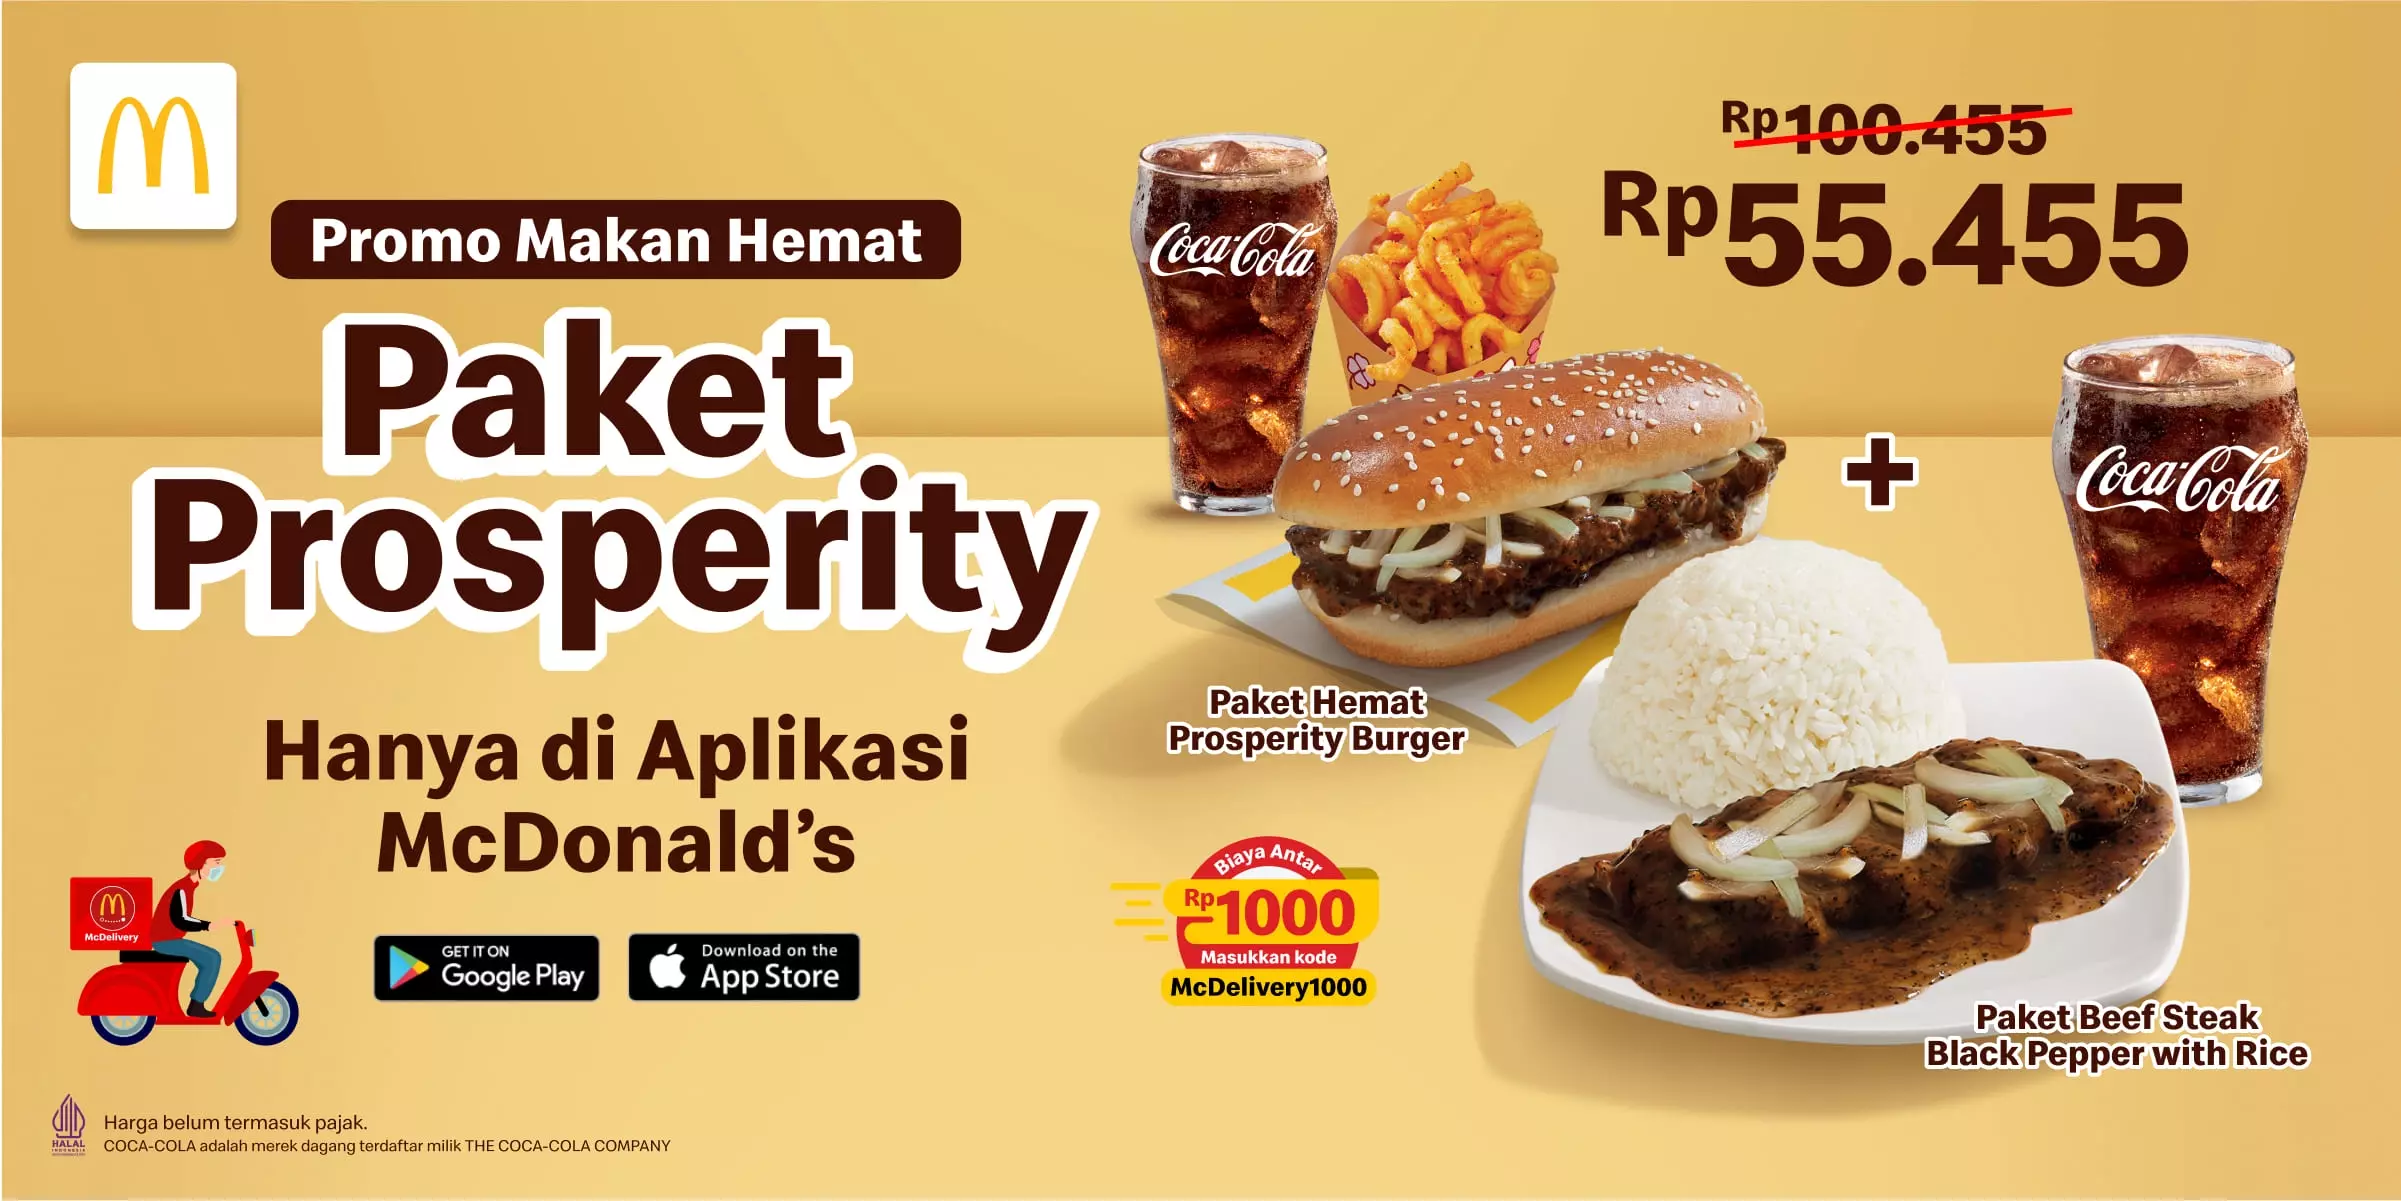 Promo Makan Hemat
Paket
Prosperity
Hanya di Aplikasi
McDonald's
McDelivery
GET IT ON
Google Play
Download on the
App Store
Rp100.455
Rp55.455
Coca-Cola
+
Coca-Cola
Paket Hemat
Prosperity Burger
Biaya Antar
Rp1000
Masukkan kode
McDelivery1000
Paket Beef Steak
Black Pepper with Rice
HALAL
INDONESIA
Harga belum termasuk pajak.
COCA-COLA adalah merek dagang terdaftar milik THE COCA-COLA COMPANY